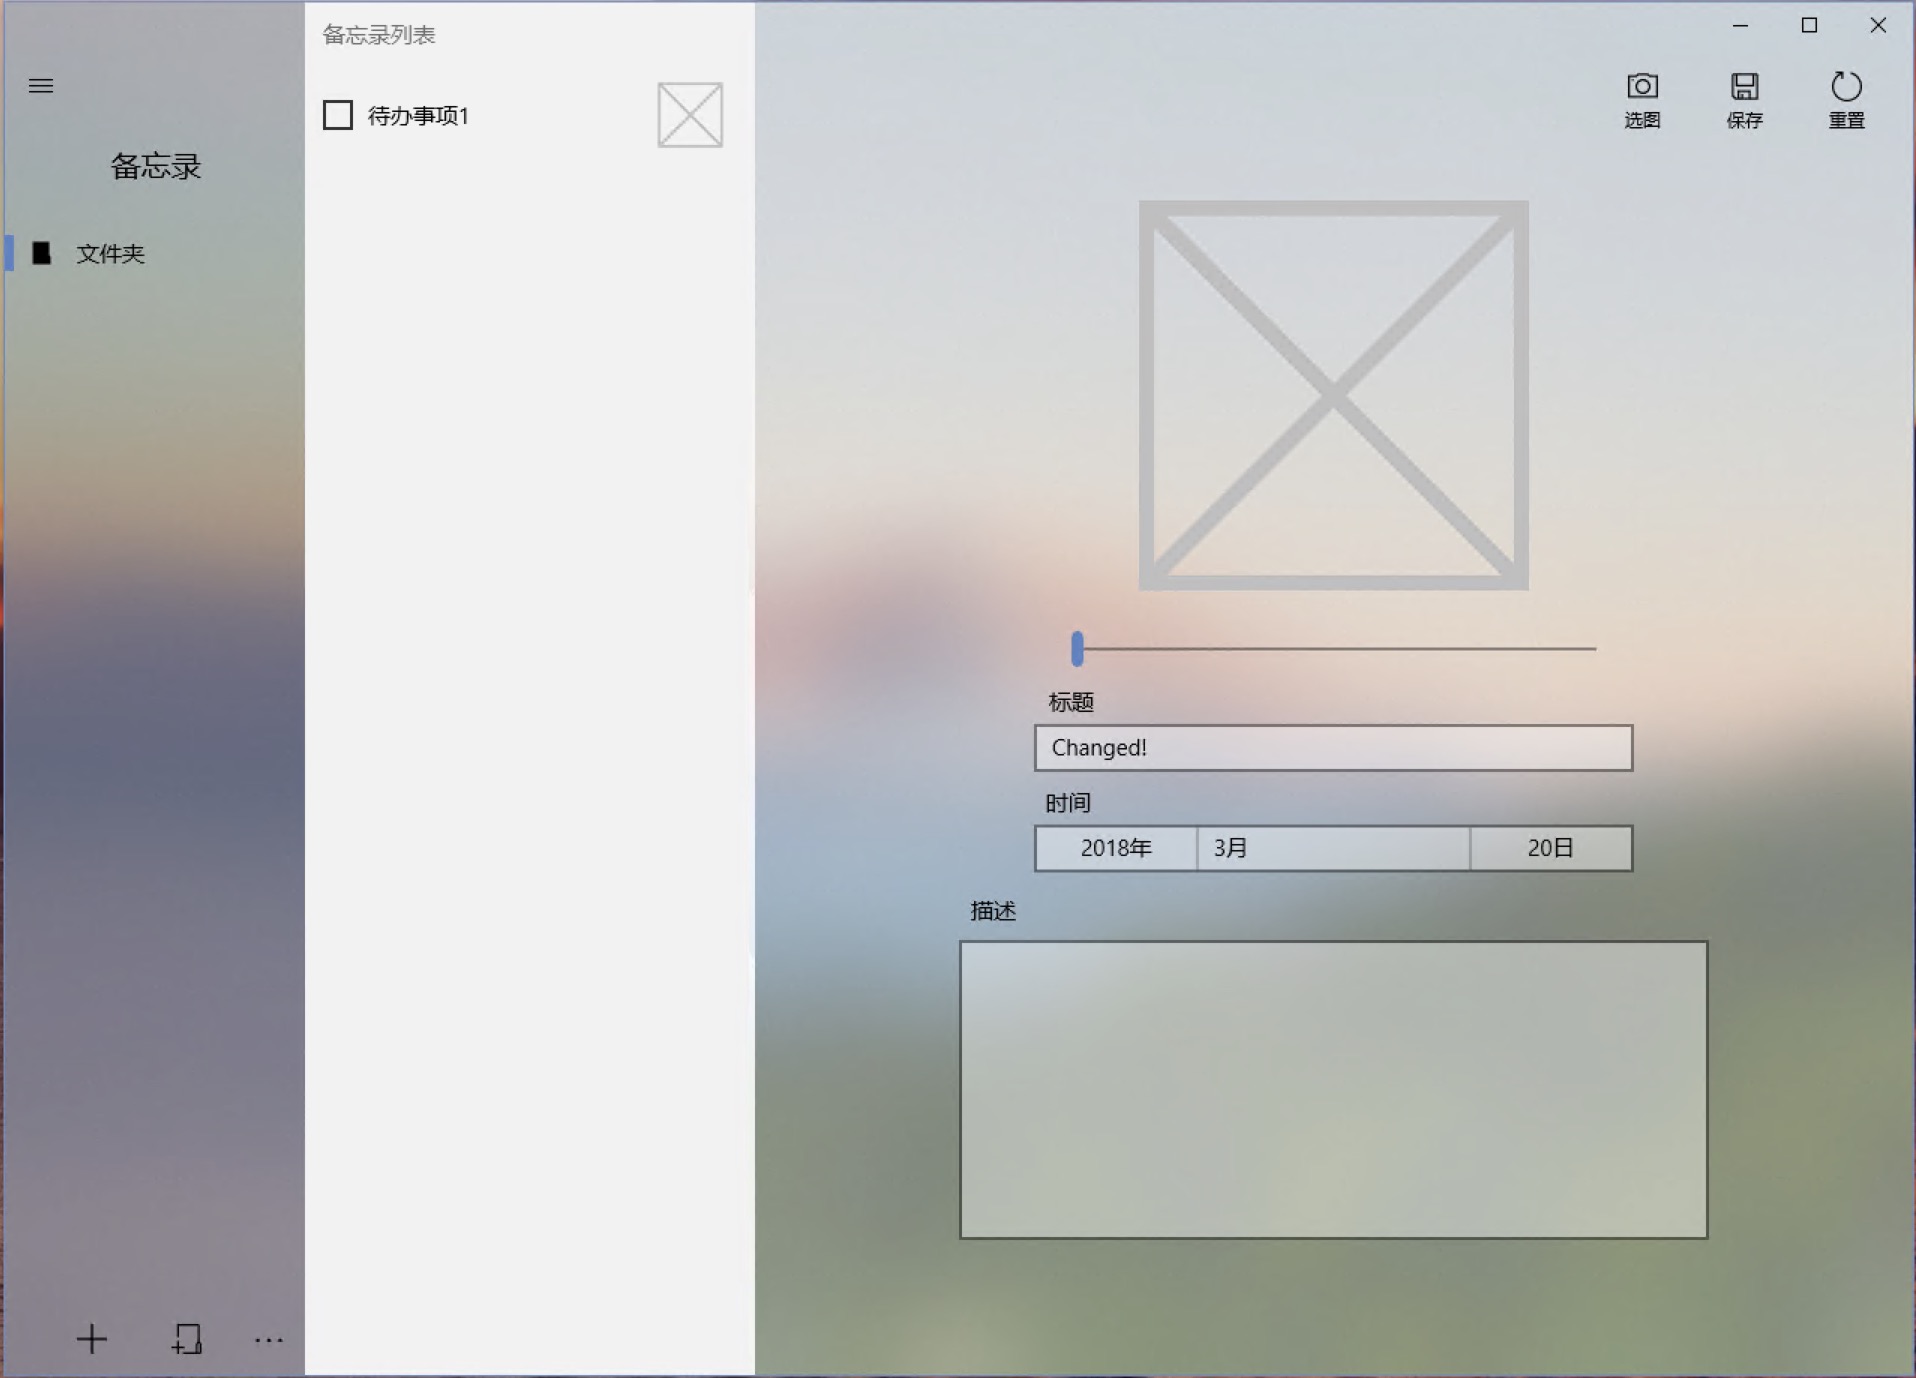 备忘录
文件夹
备忘录列表
待办事项1
选图
保存
重置
标题
Changed!
时间
2018年 3月 20日
描述